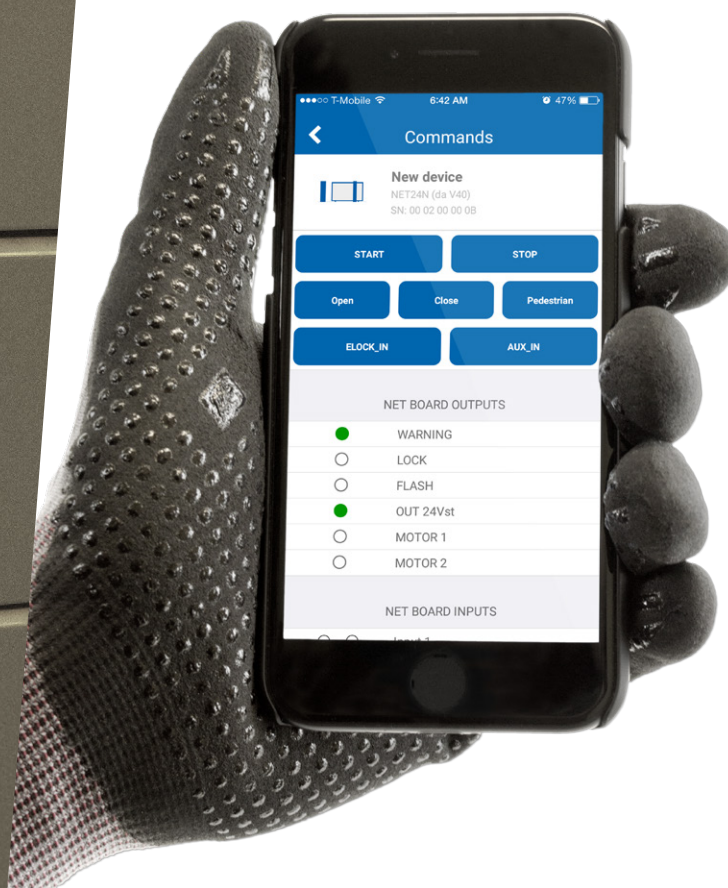 T-Mobile 6:42 AM 47%
Commands
New device
NET24N (da V40)
SN: 00 02 00 00 0B
START STOP
Open Close Pedestrian
ELOCK_IN AUX_IN
NET BOARD OUTPUTS
WARNING
LOCK
FLASH
OUT 24Vst
MOTOR 1
MOTOR 2
NET BOARD INPUTS